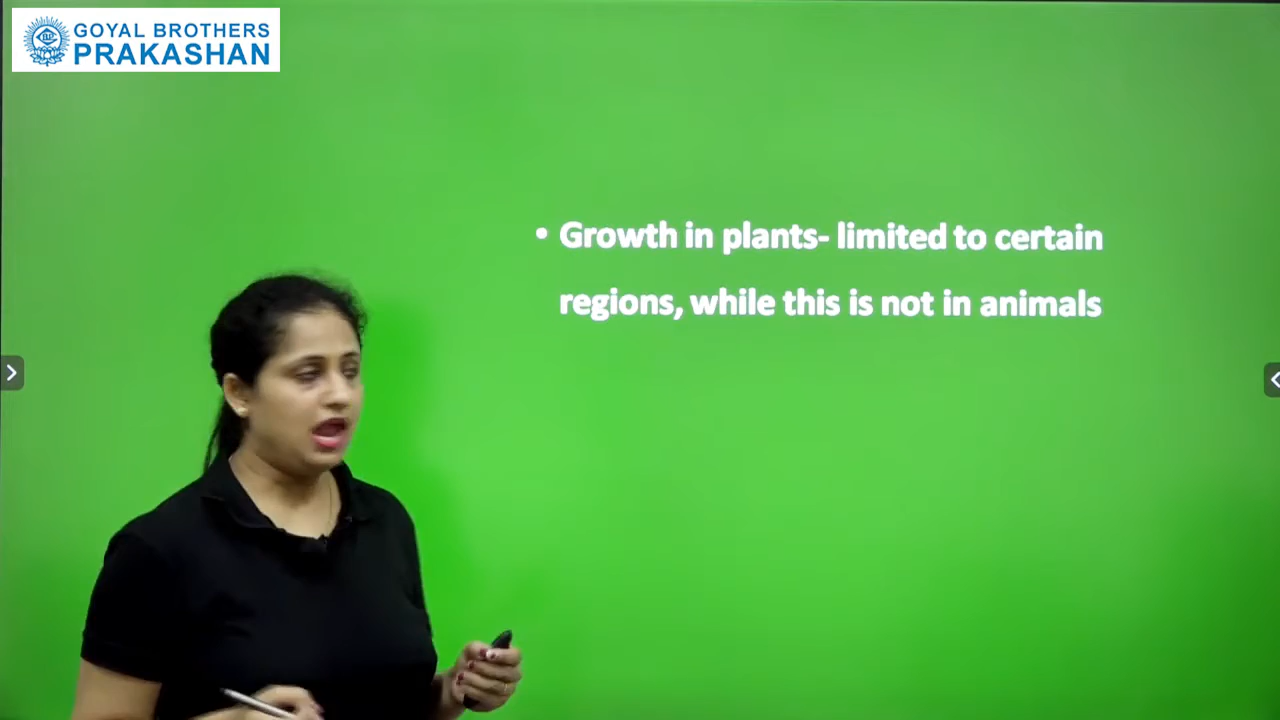 GOYAL BROTHERS
PRAKASHAN
• Growth in plants- limited to certain
regions, while this is not in animals